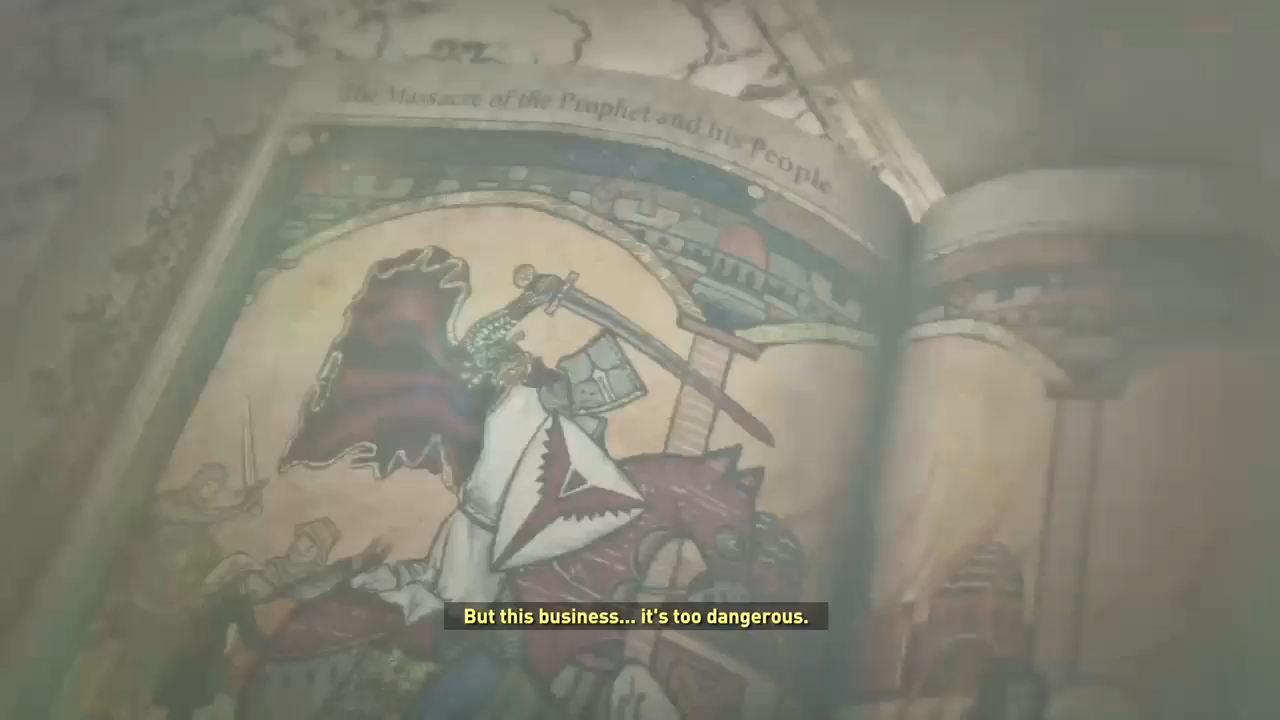 The Massacre of the Prophet and his People
But this business... it's too dangerous.